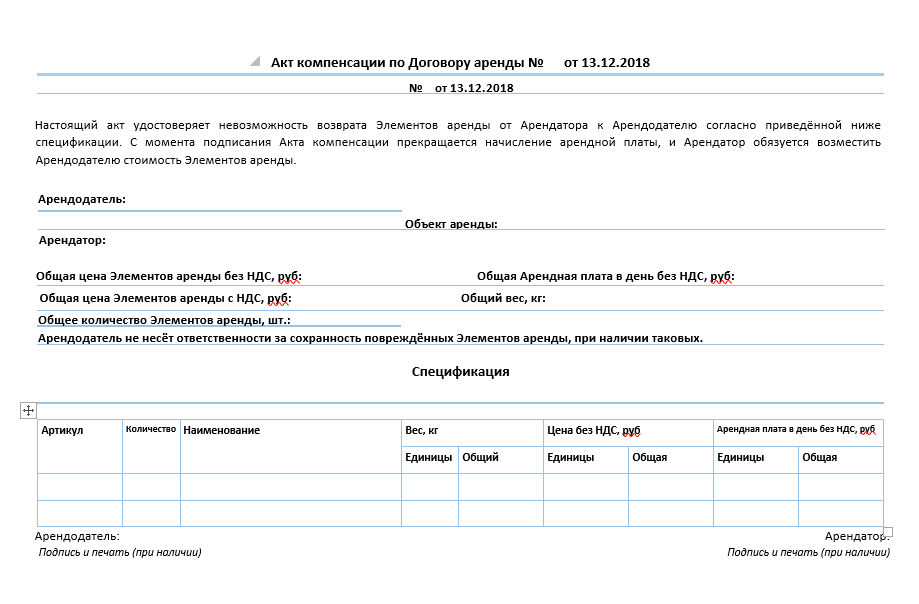 Акт компенсации по Договору аренды № от 13.12.2018
№ от 13.12.2018
Настоящий акт удостоверяет невозможность возврата Элементов аренды от Арендатора к Арендодателю согласно приведённой ниже
спецификации. С момента подписания Акта компенсации прекращается начисление арендной платы, и Арендатор обязуется возместить
Арендодателю стоимость Элементов аренды.
Арендодатель:
Объект аренды:
Арендатор:
Общая цена Элементов аренды без НДС, руб: Общая Арендная плата в день без НДС, руб:
Общая цена Элементов аренды с НДС, руб: Общий вес, кг:
Общее количество Элементов аренды, шт.:
Арендодатель не несёт ответственности за сохранность повреждённых Элементов аренды, при наличии таковых.
Спецификация
Артикул Количество Наименование Вес, кг Цена без НДС, руб Арендная плата в день без НДС, руб
Единицы Общий Единицы Общая Единицы Общая
Арендодатель: Арендатор:
Подпись и печать (при наличии) Подпись и печать (при наличии)